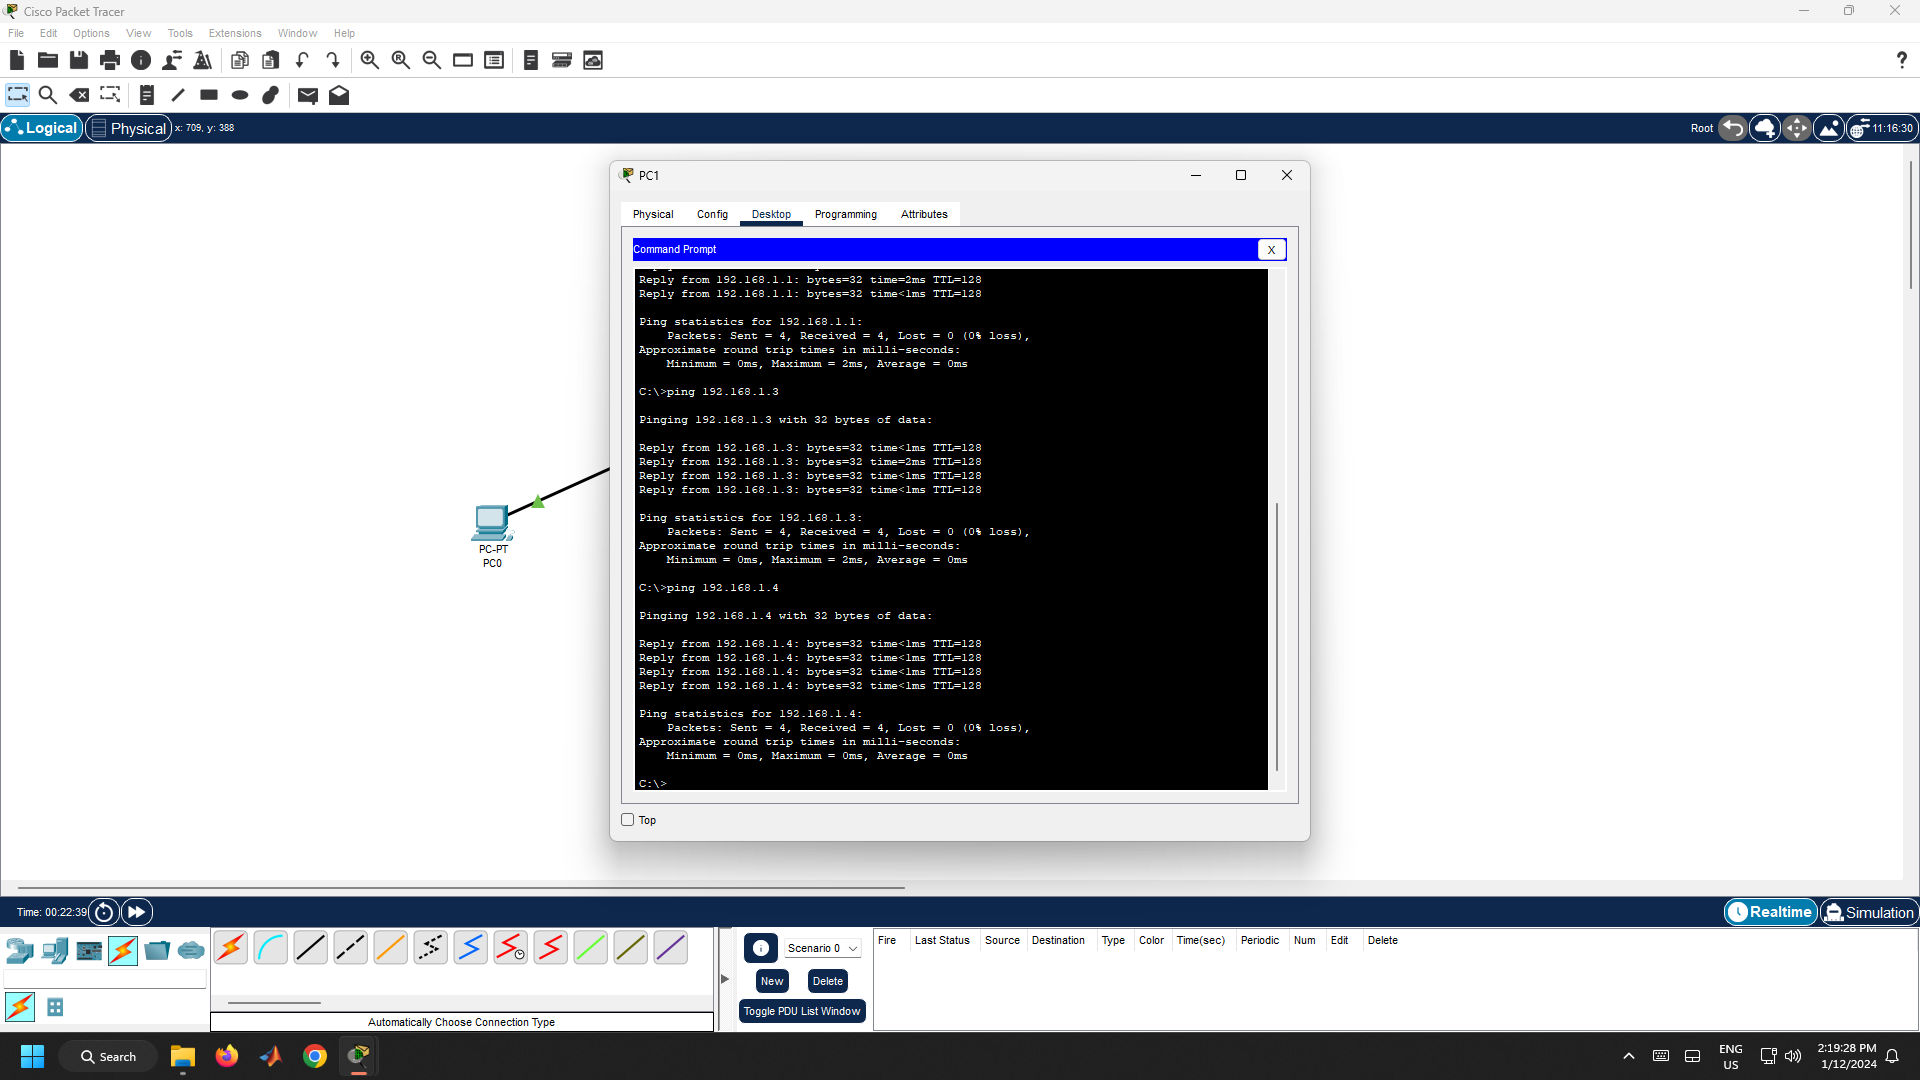 Cisco Packet Tracer
File Edit Options View Tools Extensions Window Help
?
Logical Physical x: 709, y: 388 Root 11:16:30
PC1
Physical Config Desktop Programming Attributes
Command Prompt X
Reply from 192.168.1.1: bytes=32 time=2ms TTL=128
Reply from 192.168.1.1: bytes=32 time<1ms TTL=128
Ping statistics for 192.168.1.1:
Packets: Sent = 4, Received = 4, Lost = 0 (0% loss),
Approximate round trip times in milli-seconds:
Minimum = 0ms, Maximum = 2ms, Average = 0ms
C:\>ping 192.168.1.3
Pinging 192.168.1.3 with 32 bytes of data:
Reply from 192.168.1.3: bytes=32 time<1ms TTL=128
Reply from 192.168.1.3: bytes=32 time=2ms TTL=128
Reply from 192.168.1.3: bytes=32 time<1ms TTL=128
Reply from 192.168.1.3: bytes=32 time<1ms TTL=128
Ping statistics for 192.168.1.3:
Packets: Sent = 4, Received = 4, Lost = 0 (0% loss),
Approximate round trip times in milli-seconds:
Minimum = 0ms, Maximum = 2ms, Average = 0ms
C:\>ping 192.168.1.4
Pinging 192.168.1.4 with 32 bytes of data:
Reply from 192.168.1.4: bytes=32 time<1ms TTL=128
Reply from 192.168.1.4: bytes=32 time<1ms TTL=128
Reply from 192.168.1.4: bytes=32 time<1ms TTL=128
Reply from 192.168.1.4: bytes=32 time<1ms TTL=128
Ping statistics for 192.168.1.4:
Packets: Sent = 4, Received = 4, Lost = 0 (0% loss),
Approximate round trip times in milli-seconds:
Minimum = 0ms, Maximum = 0ms, Average = 0ms
C:\>
PC-PT
PC0
Top
Time: 00:22:39 Realtime Simulation
Scenario 0
New Delete
Toggle PDU List Window
Fire Last Status Source Destination Type Color Time(sec) Periodic Num Edit Delete
Automatically Choose Connection Type
Search
ENG
US
2:19:28 PM
1/12/2024